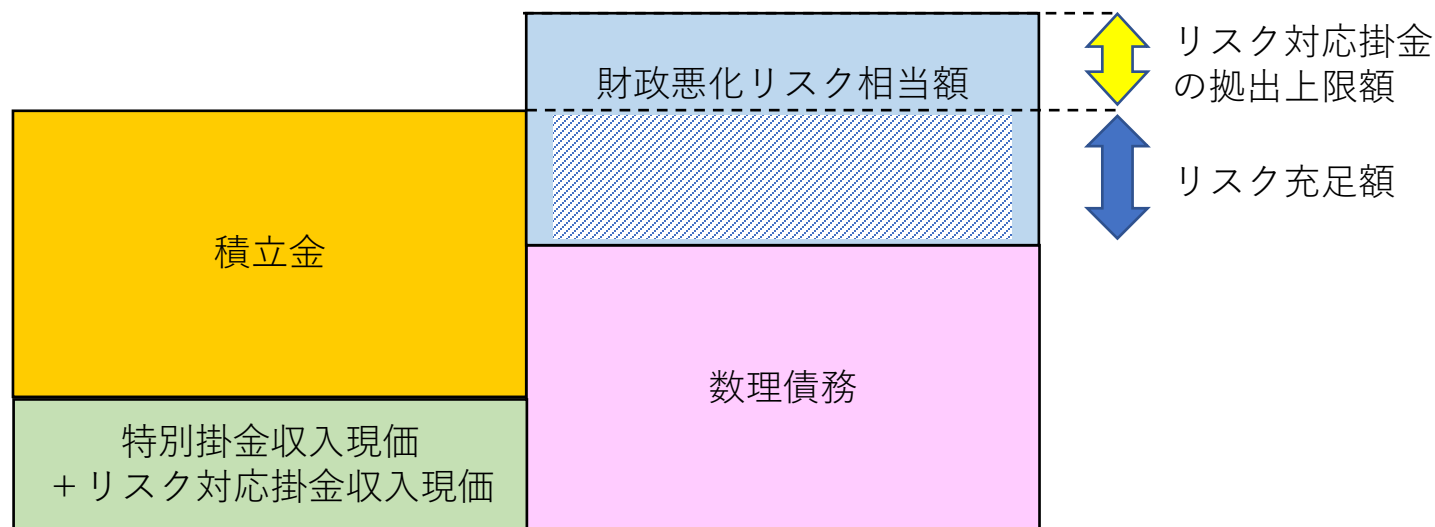 財政悪化リスク相当額
リスク対応掛金
の拠出上限額
リスク充足額
積立金
数理債務
特別掛金収入現価
+リスク対応掛金収入現価